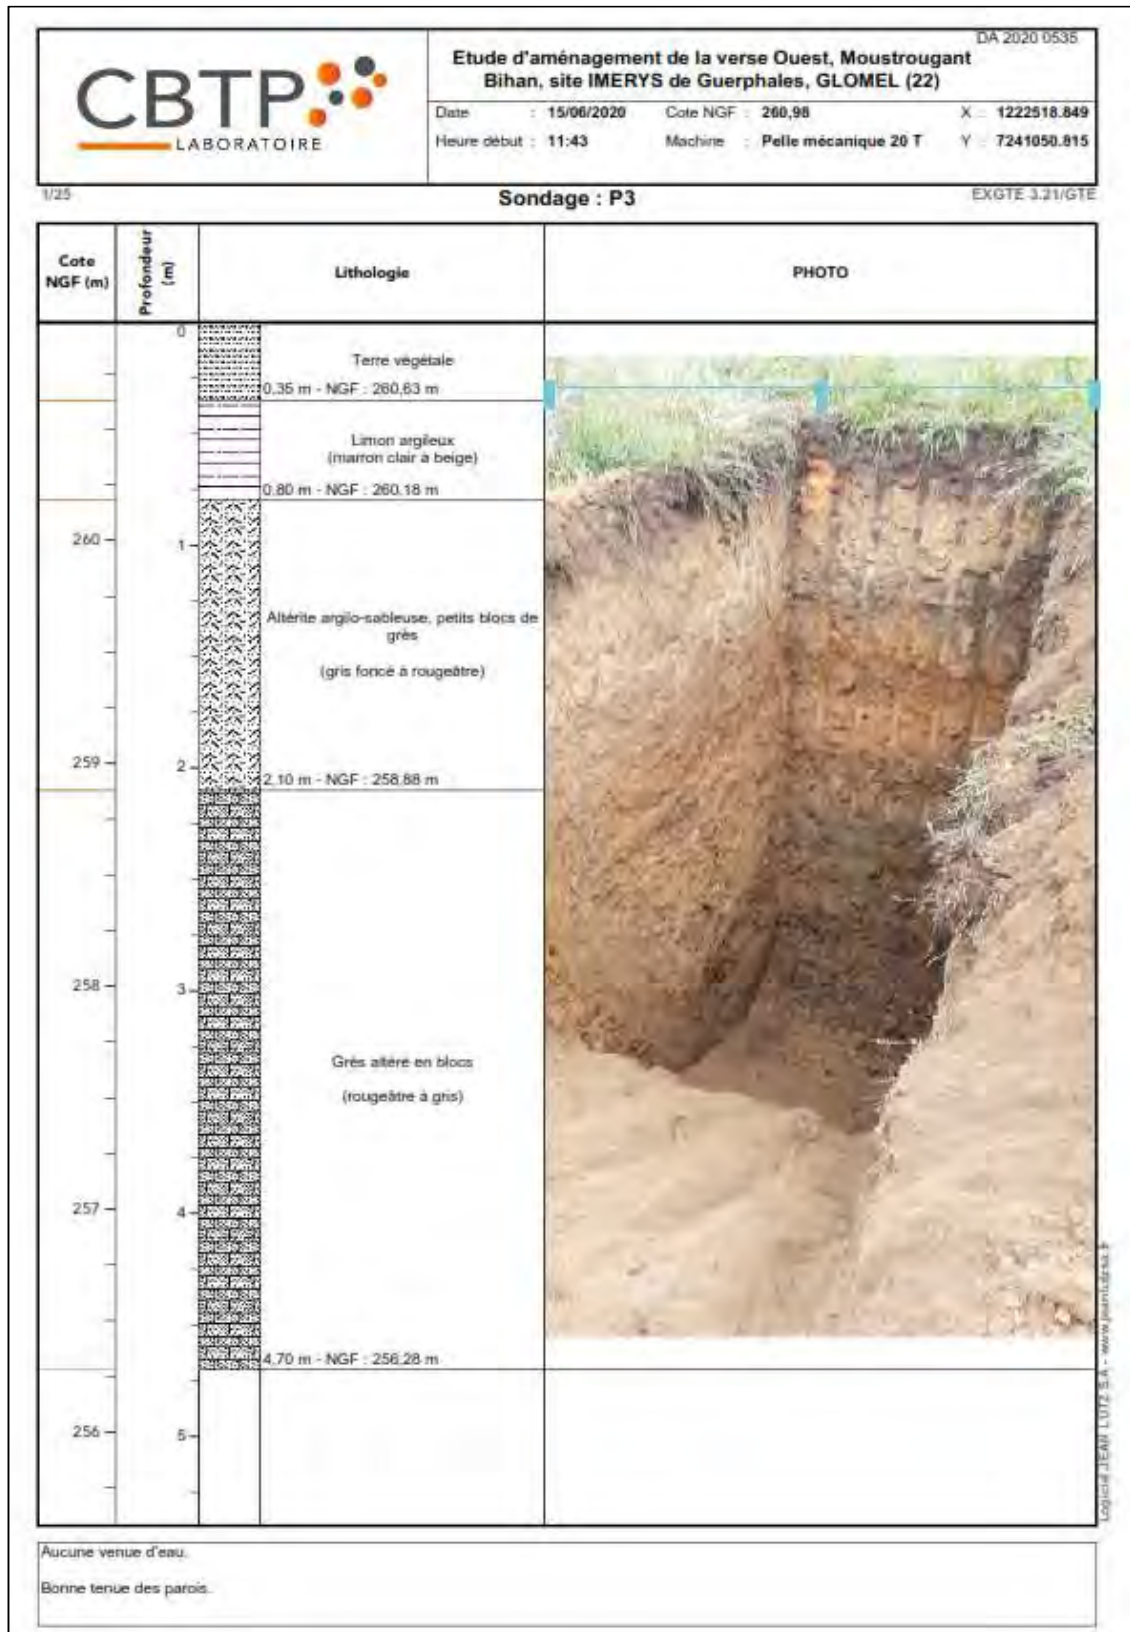 DA 2020 0535
CBTP
LABORATOIRE
Etude d'aménagement de la verse Ouest, Moustrougant
Bihan, site IMERYS de Guerphales, GLOMEL (22)
Date : 15/06/2020 Cote NGF : 260,98 X : 1222518.849
Heure début : 11:43 Machine : Pelle mécanique 20 T Y : 7241050.815
1/25
Sondage : P3
EXGTE 3.21/GTE
Cote
NGF (m)
Profondeur
(m)
Lithologie
PHOTO
0
Terre végétale
0.35 m - NGF : 260,63 m
Limon argileux
(marron clair à beige)
0.80 m - NGF : 260.18 m
260
1
Altérite argilo-sableuse, petits blocs de
grès
(gris foncé à rougeâtre)
259
2
2.10 m - NGF : 258.88 m
258
3
Grès altéré en blocs
(rougeâtre à gris)
257
4
4.70 m - NGF : 256.28 m
256
5
Logiciel JEAN LUTZ S.A - www.jeanlutzsa.fr
Aucune venue d'eau.
Bonne tenue des parois.